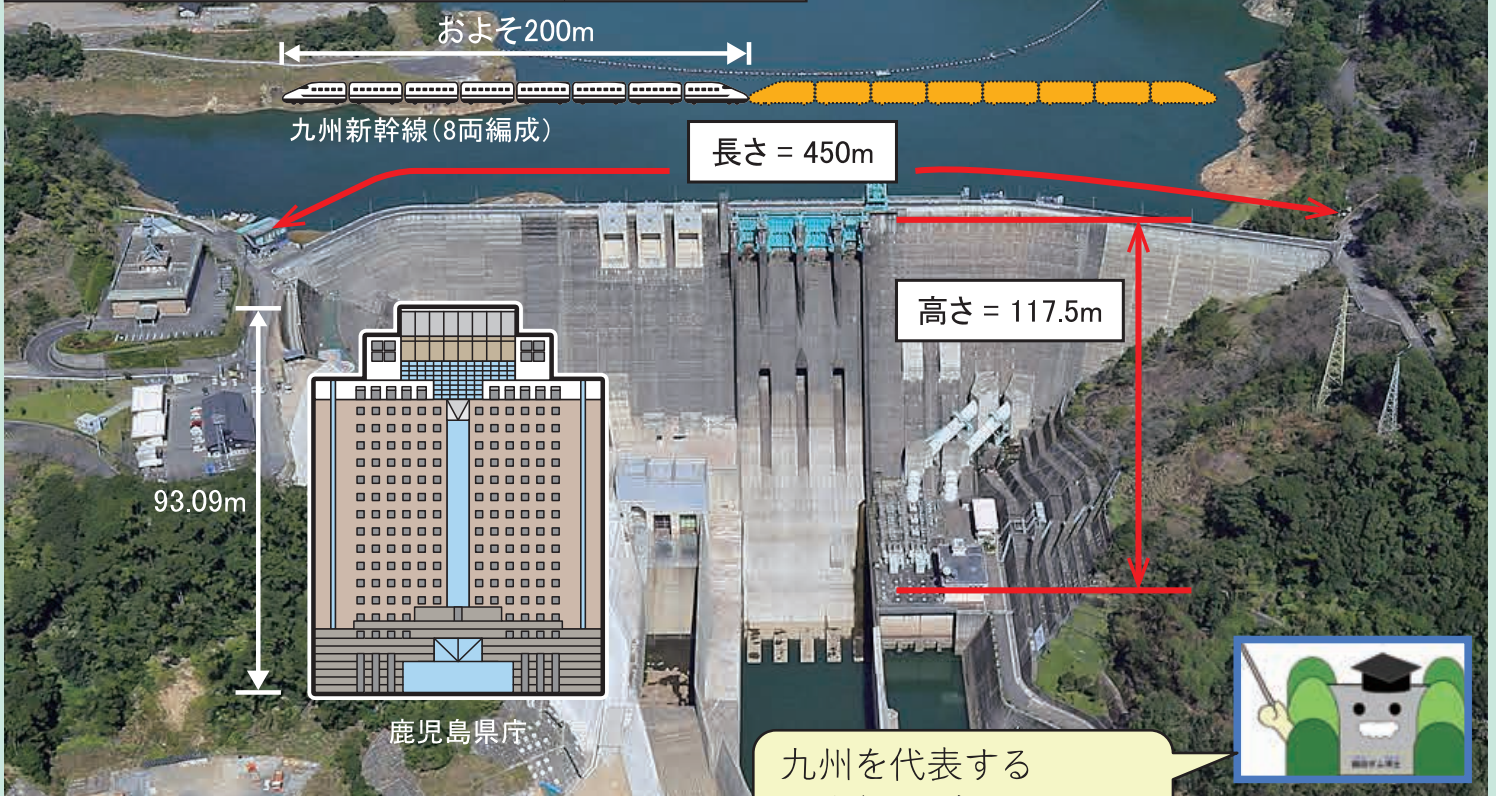 およそ200m
九州新幹線(8両編成)
長さ = 450m
高さ = 117.5m
93.09m
鹿児島県庁
九州を代表する